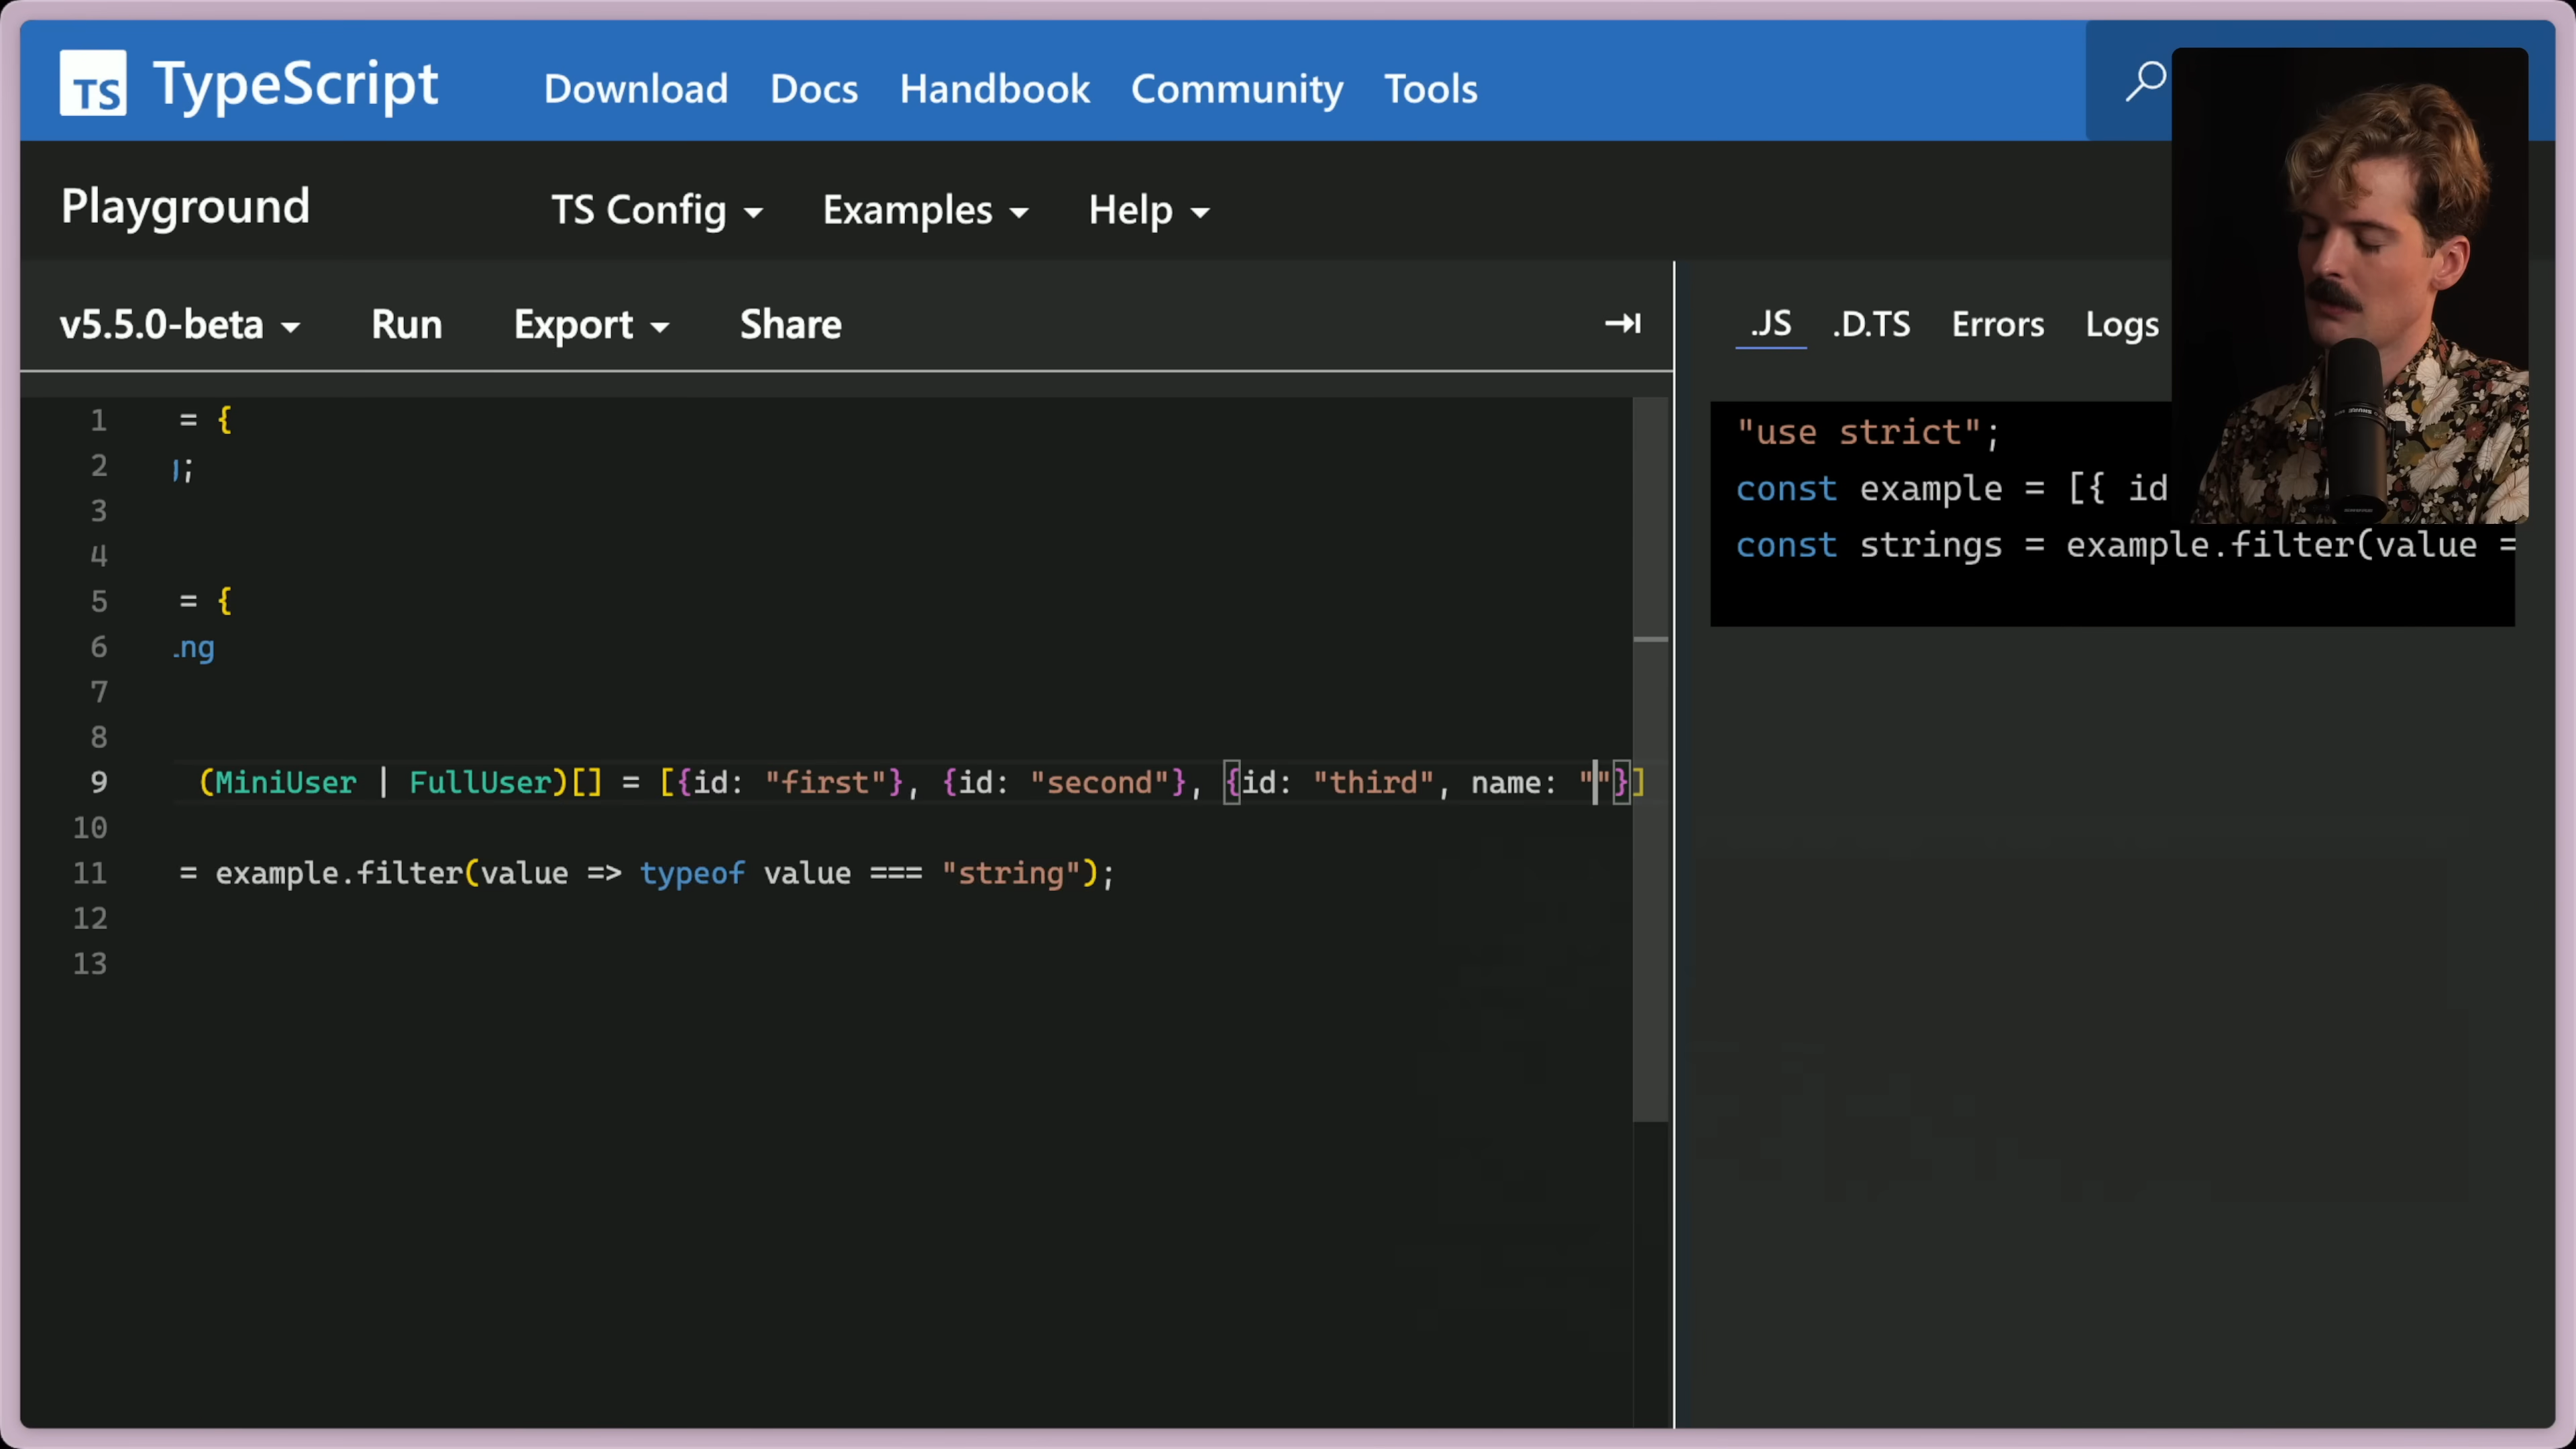 TS TypeScript Download Docs Handbook Community Tools
Playground TS Config Examples Help
v5.5.0-beta Run Export Share
.JS .D.TS Errors Logs
1 = {
2 ;
3
4
5 = {
6 ng
7
8
9 (MiniUser | FullUser)[] = [{id: "first"}, {id: "second"}, {id: "third", name: ""}]
10
11 = example.filter(value => typeof value === "string");
12
13
"use strict";
const example = [{ id
const strings = example.filter(value =